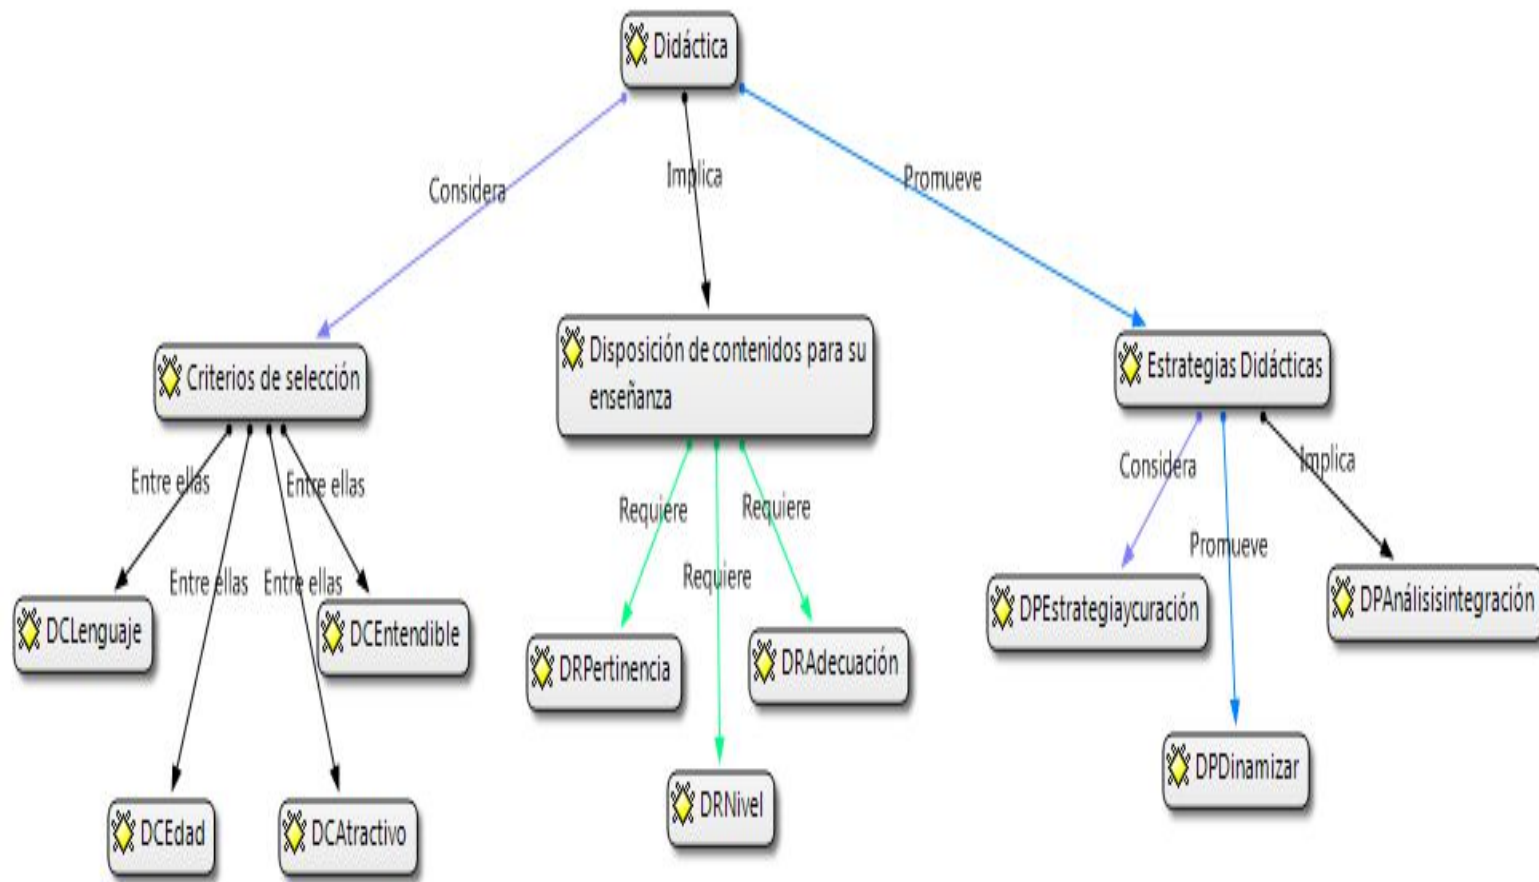 Didáctica
Considera
Implica
Promueve
Criterios de selección
Disposición de contenidos para su
enseñanza
Estrategias Didácticas
Entre ellas
Entre ellas
Entre ellas
Entre ellas
Requiere
Requiere
Requiere
Considera
Promueve
Implica
DCLenguaje
DCEntendible
DCEdad
DCAtractivo
DRPertinencia
DRAdecuación
DRNivel
DPEstrategiaycuración
DPAnálisisintegración
DPDinamizar